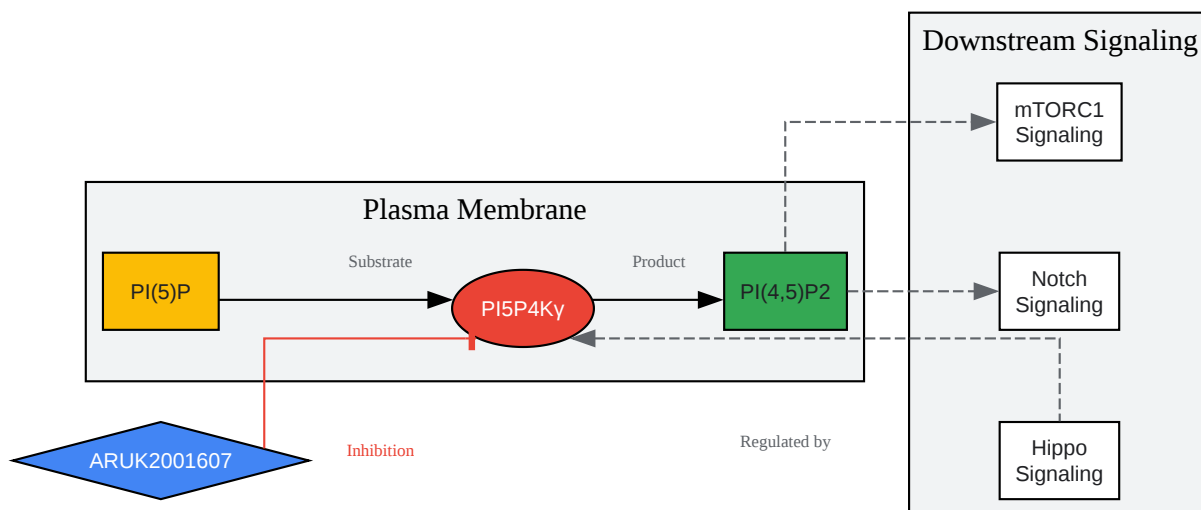 Downstream Signaling
mTORC1
Signaling
Plasma Membrane
Substrate
Product
PI(5)P
PI5P4Kγ
PI(4,5)P2
Notch
Signaling
ARUK2001607
Inhibition
Regulated by
Hippo
Signaling